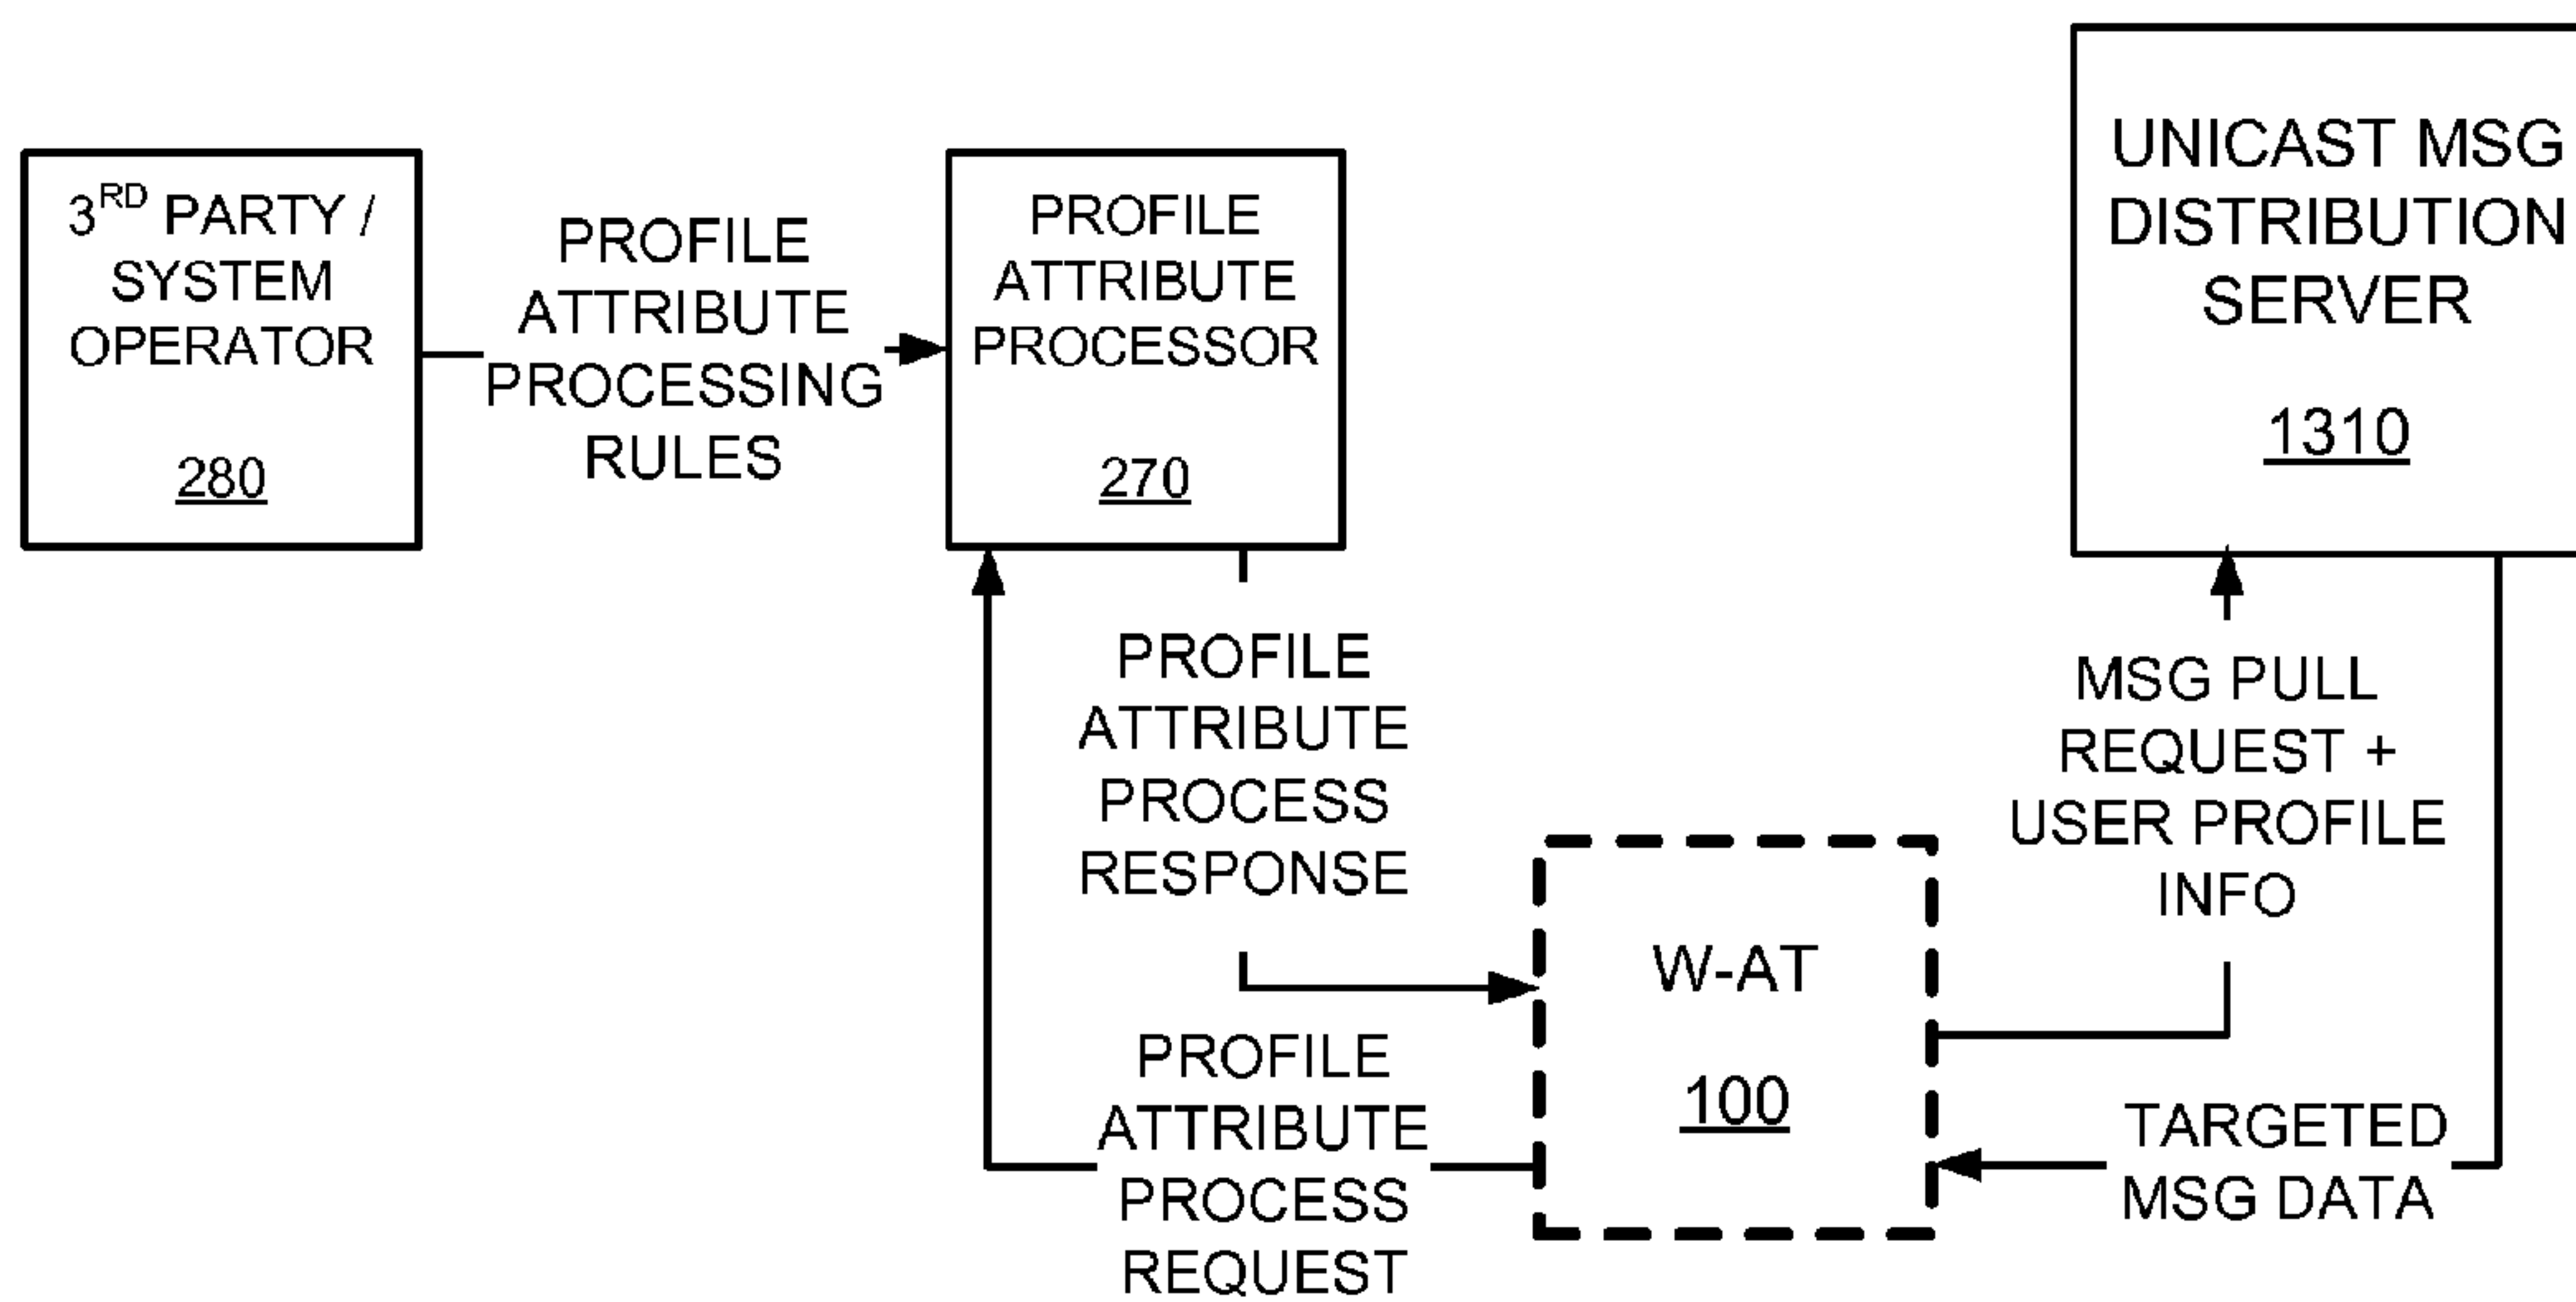 3RD PARTY /
SYSTEM
OPERATOR
280
PROFILE
ATTRIBUTE
PROCESSING
RULES
PROFILE
ATTRIBUTE
PROCESSOR
270
UNICAST MSG
DISTRIBUTION
SERVER
1310
PROFILE
ATTRIBUTE
PROCESS
RESPONSE
MSG PULL
REQUEST +
USER PROFILE
INFO
W-AT
100
PROFILE
ATTRIBUTE
PROCESS
REQUEST
TARGETED
MSG DATA